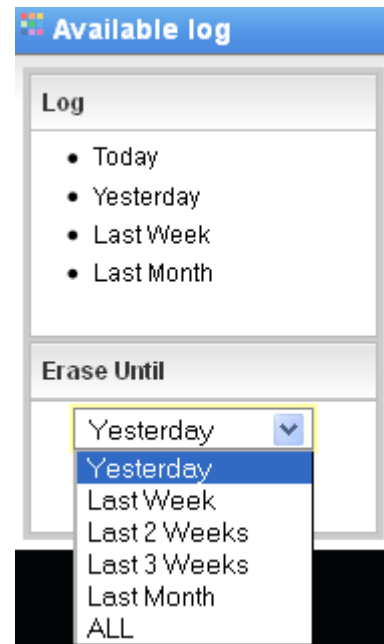 Available log
Log
Today
Yesterday
Last Week
Last Month
Erase Until
Yesterday
Yesterday
Last Week
Last 2 Weeks
Last 3 Weeks
Last Month
ALL